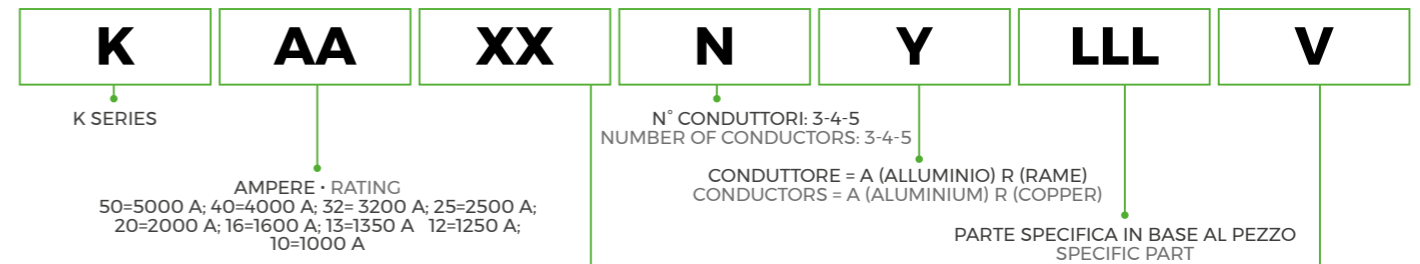 K AA XX N Y LLL V
K SERIES
N° CONDUTTORI: 3-4-5
NUMBER OF CONDUCTORS: 3-4-5
CONDUTTORE = A (ALLUMINIO) R (RAME)
CONDUCTORS = A (ALUMINIUM) R (COPPER)
AMPERE • RATING
50=5000 A; 40=4000 A; 32= 3200 A; 25=2500 A;
20=2000 A; 16=1600 A; 13=1350 A 12=1250 A;
10=1000 A
PARTE SPECIFICA IN BASE AL PEZZO
SPECIFIC PART